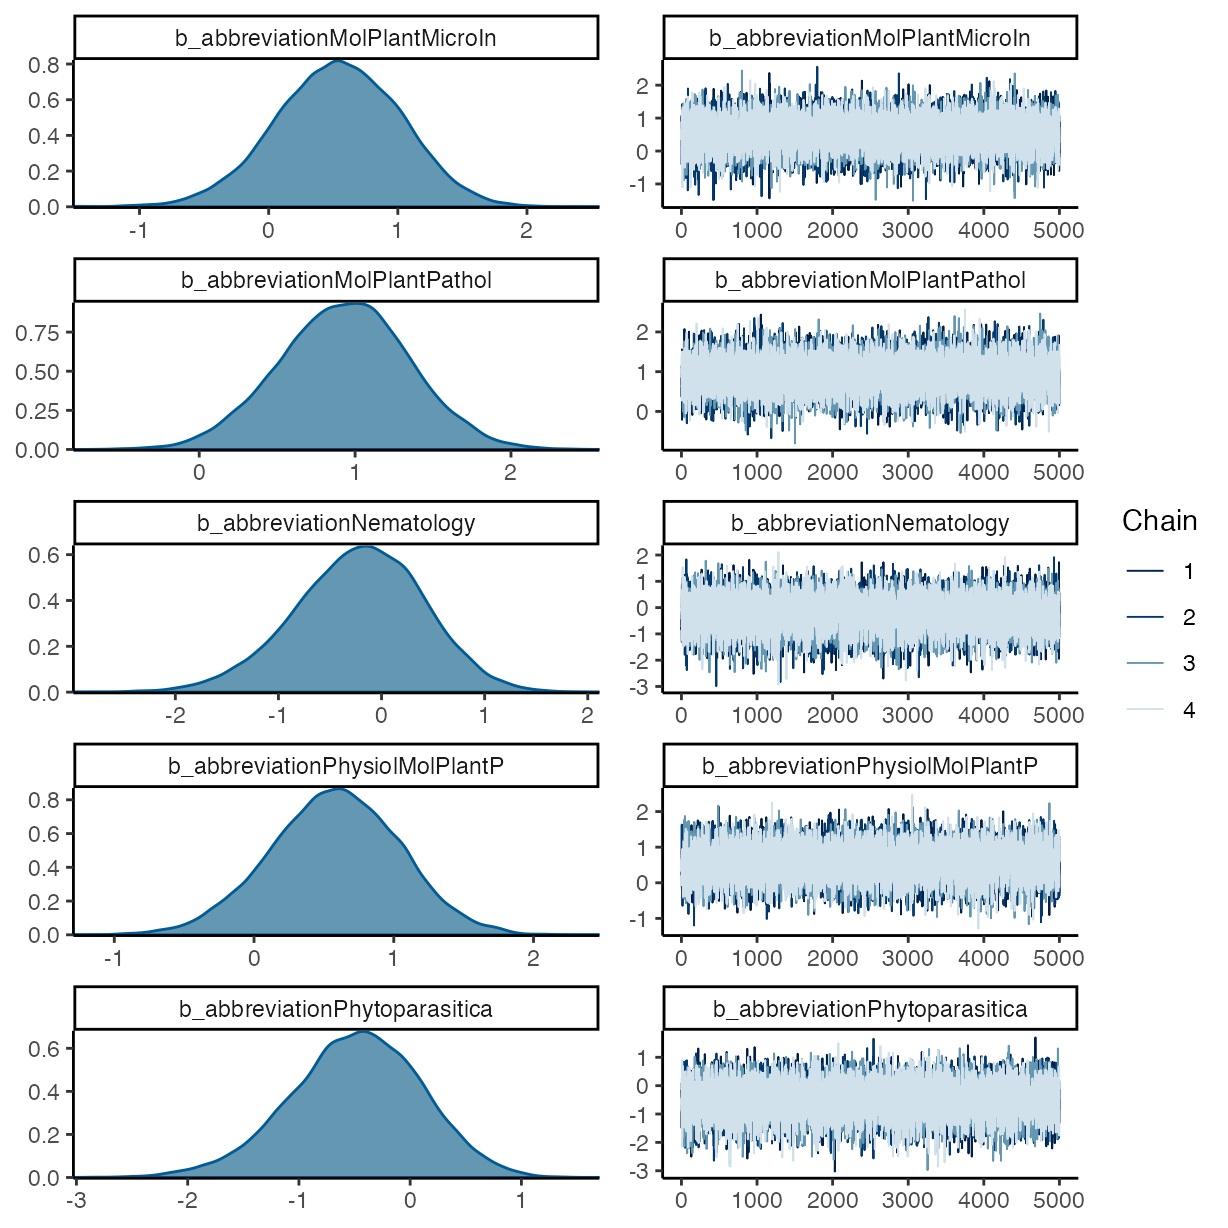 b_abbreviationMolPlantMicroIn
0.8
0.6
0.4
0.2
0.0
-1 0 1 2
b_abbreviationMolPlantMicroIn
2
1
0
-1
0 1000 2000 3000 4000 5000
b_abbreviationMolPlantPathol
0.75
0.50
0.25
0.00
0 1 2
b_abbreviationMolPlantPathol
2
1
0
0 1000 2000 3000 4000 5000
b_abbreviationNematology
0.6
0.4
0.2
0.0
-2 -1 0 1 2
b_abbreviationNematology
2
1
0
-1
-2
-3
0 1000 2000 3000 4000 5000
b_abbreviationPhysiolMolPlantP
0.8
0.6
0.4
0.2
0.0
-1 0 1 2
b_abbreviationPhysiolMolPlantP
2
1
0
-1
0 1000 2000 3000 4000 5000
b_abbreviationPhytoparasitica
0.6
0.4
0.2
0.0
-3 -2 -1 0 1
b_abbreviationPhytoparasitica
1
0
-1
-2
-3
0 1000 2000 3000 4000 5000
Chain
1
2
3
4